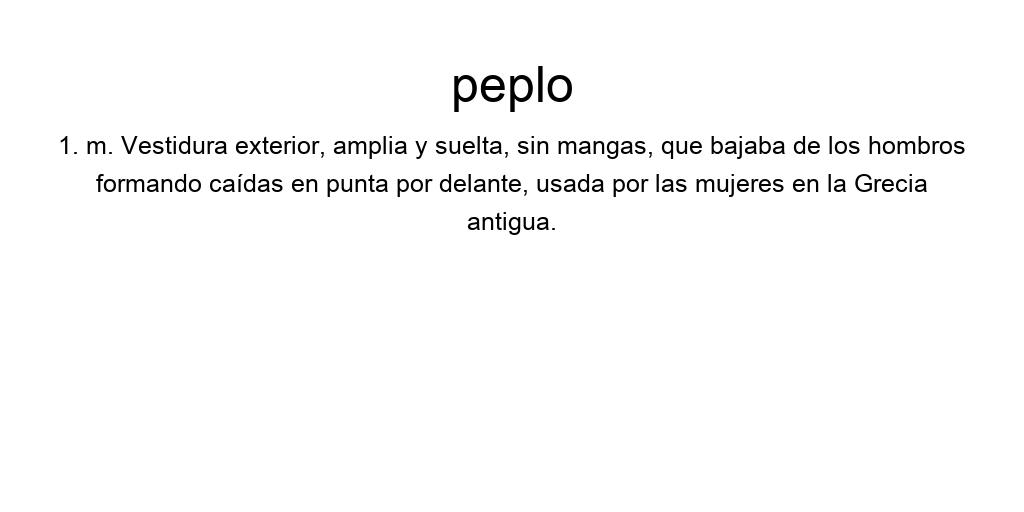 peplo
1. m. Vestidura exterior, amplia y suelta, sin mangas, que bajaba de los hombros
formando caídas en punta por delante, usada por las mujeres en la Grecia
antigua.